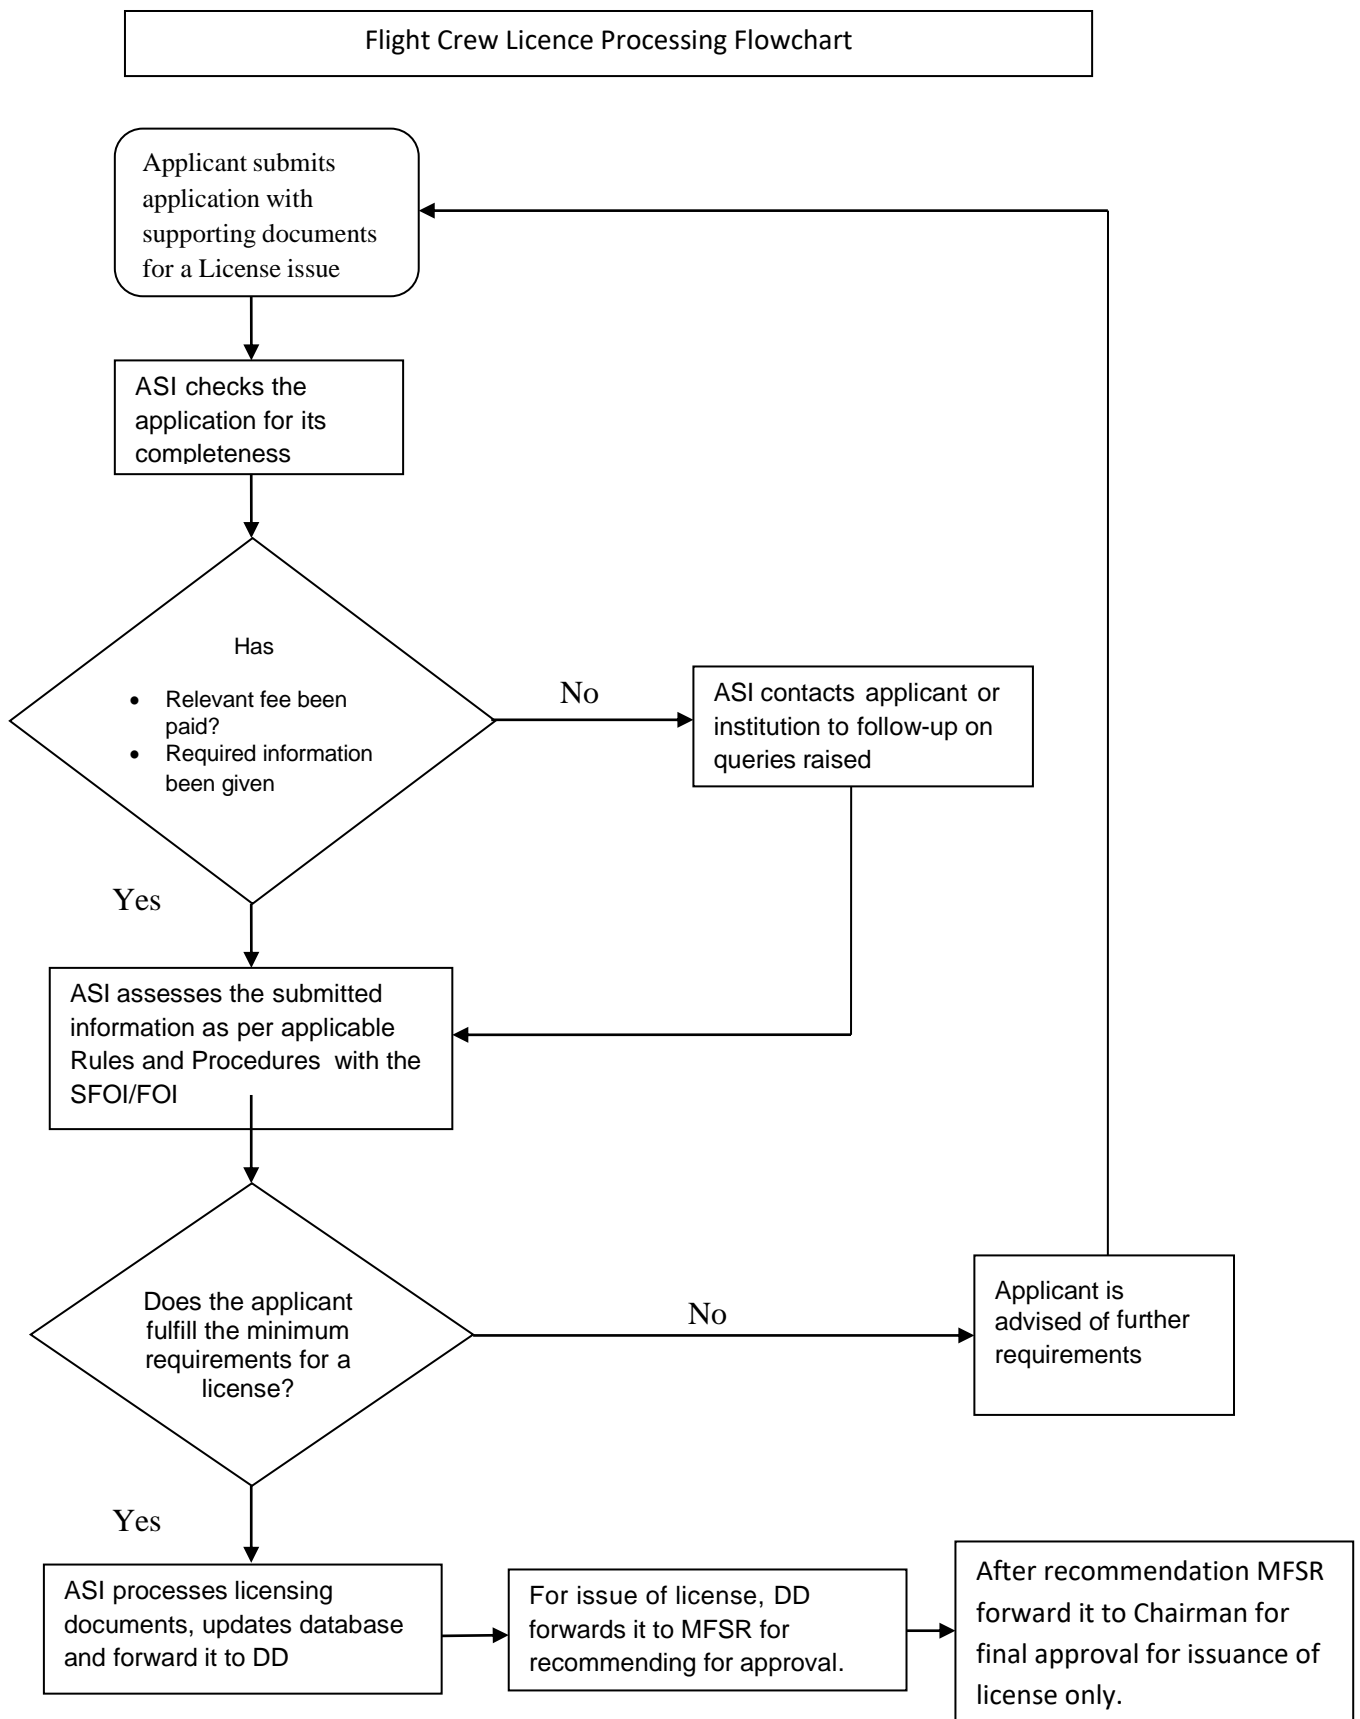 Flight Crew Licence Processing Flowchart
Applicant submits
application with
supporting documents
for a License issue
ASI checks the
application for its
completeness
Has
• Relevant fee been
paid?
• Required information
been given
No
ASI contacts applicant or
institution to follow-up on
queries raised
Yes
ASI assesses the submitted
information as per applicable
Rules and Procedures with the
SFOI/FOI
Does the applicant
fulfill the minimum
requirements for a
license?
No
Applicant is
advised of further
requirements
Yes
ASI processes licensing
documents, updates database
and forward it to DD
For issue of license, DD
forwards it to MFSR for
recommending for approval.
After recommendation MFSR
forward it to Chairman for
final approval for issuance of
license only.